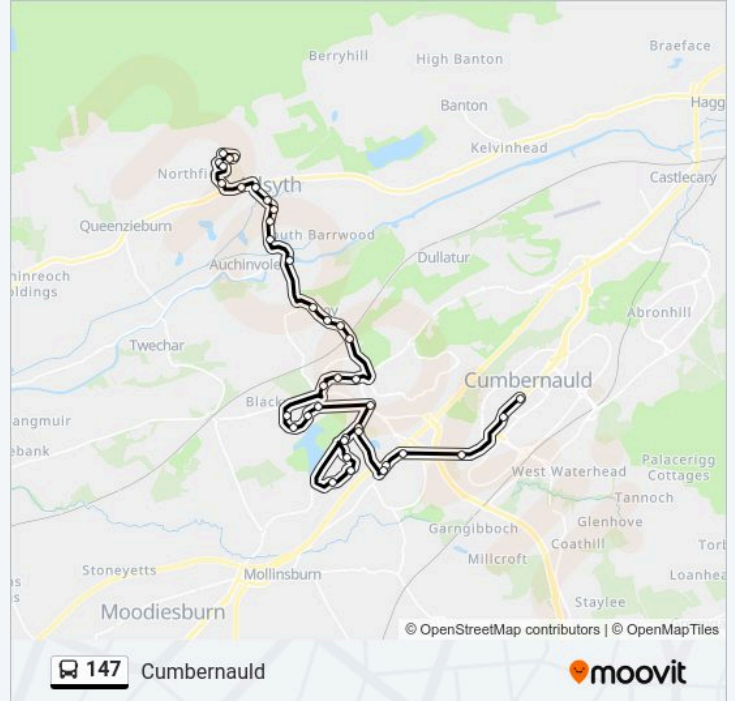 Braeface
Berryhill
High Banton
Banton
Hagg
Kelvinhead
Northfi
lsyth
Castlecary
Queenzieburn
uth Barrwood
Auchinvole
Dullatur
hinreoch
oldings
Abronhill
Twechar
Cumbernauld
Black
angmuir
ebank
West Waterhead
Palacerigg
Cottages
Tannoch
Glenhove
Garngibboch
Coathill
Torb
Millcroft
Stoneyetts
Mollinsburn
Loanhea
as
s
Staylee
Moodiesburn
© OpenStreetMap contributors | © OpenMapTiles
147 Cumbernauld
moovit